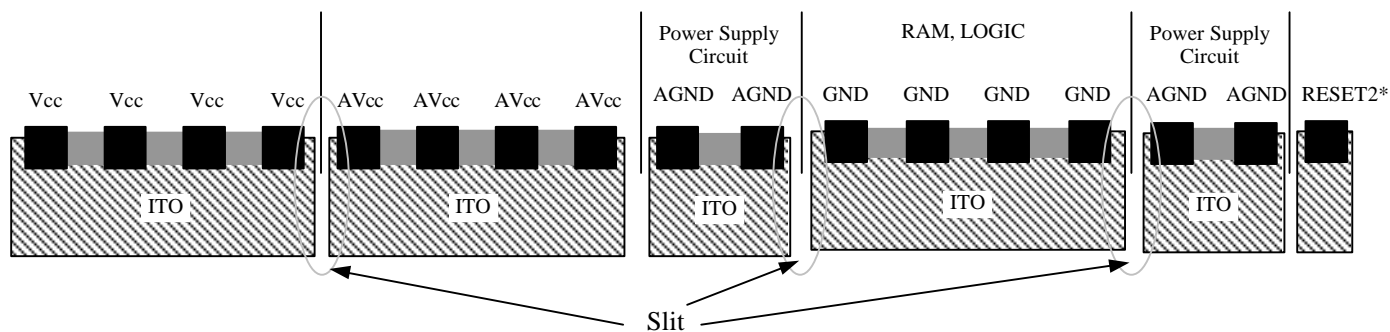 Power Supply
Circuit
RAM, LOGIC
Power Supply
Circuit
Vcc Vcc Vcc Vcc AVcc AVcc AVcc AVcc AGND AGND GND GND GND GND AGND AGND RESET2*
ITO ITO ITO ITO ITO
Slit